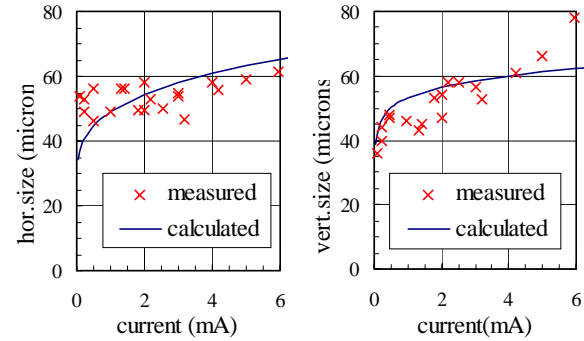 80
60
40
20
0
hor.size (micron
measured
calculated
0
2
4
6
current (mA)
80
60
40
20
0
vert.size (microns
measured
calculated
0
2
4
6
current(mA)